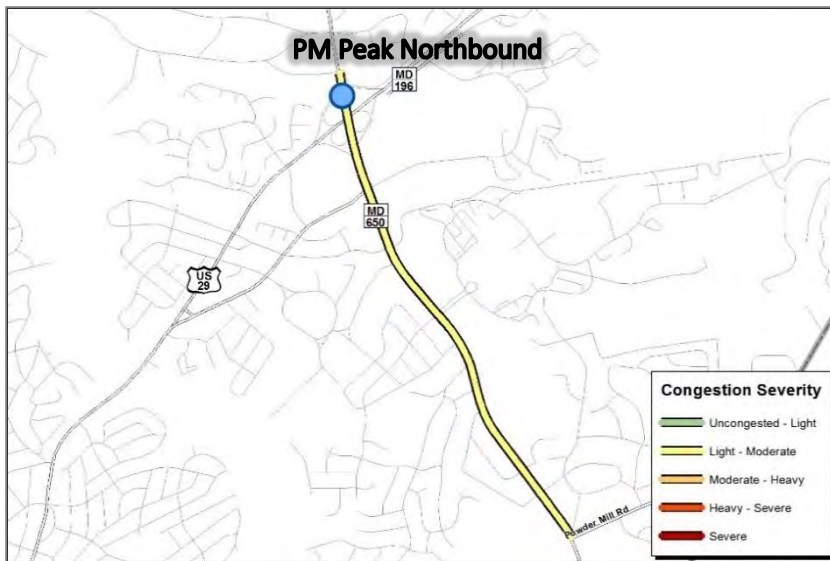 PM Peak Northbound
MD
196
MD
650
US
29
Congestion Severity
Uncongested - Light
Light - Moderate
Moderate - Heavy
Heavy - Severe
Severe
Powder Mill Rd